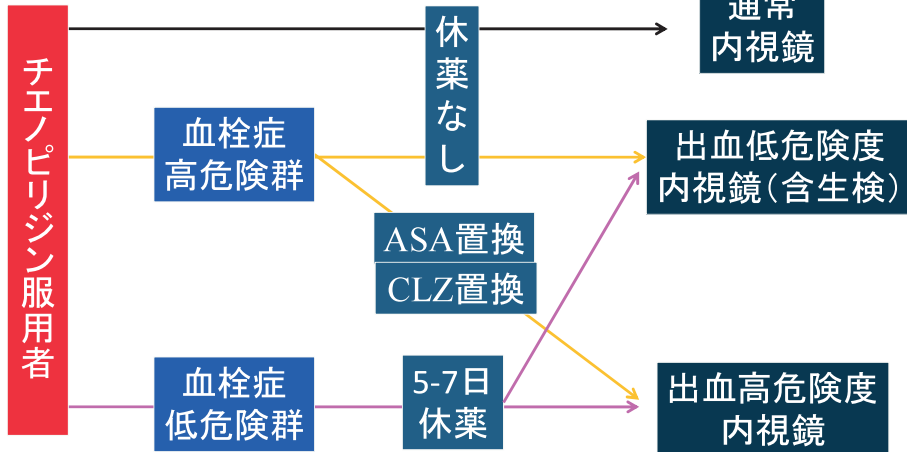 チエノピリジン服用者
休薬なし
通常
内視鏡
血栓症
高危険群
出血低危険度
内視鏡（含生検）
ASA置換
CLZ置換
血栓症
低危険群
5-7日
休薬
出血高危険度
内視鏡